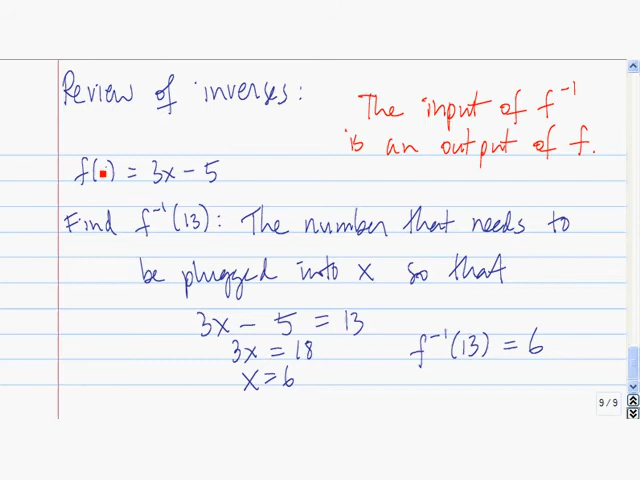 Review of inverses:
The input of f⁻¹
is an output of f.
f( ) = 3x - 5
Find f⁻¹(13): The number that needs to
be plugged into x so that
3x - 5 = 13
3x = 18
x = 6
f⁻¹(13) = 6
9/9